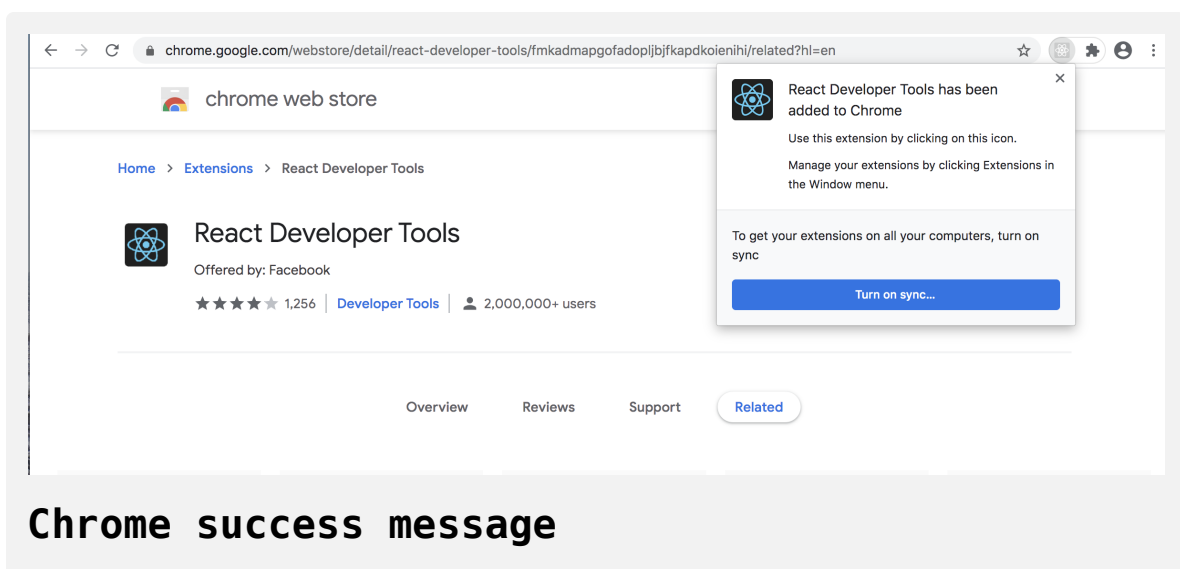 chrome.google.com/webstore/detail/react-developer-tools/fmkadmapgofadopljbjfkapdkoienihi/related?hl=en
chrome web store
React Developer Tools has been
added to Chrome
Use this extension by clicking on this icon.
Manage your extensions by clicking Extensions in
the Window menu.
To get your extensions on all your computers, turn on
sync
Turn on sync...
Home > Extensions > React Developer Tools
React Developer Tools
Offered by: Facebook
1,256 Developer Tools 2,000,000+ users
Overview Reviews Support Related
Chrome success message